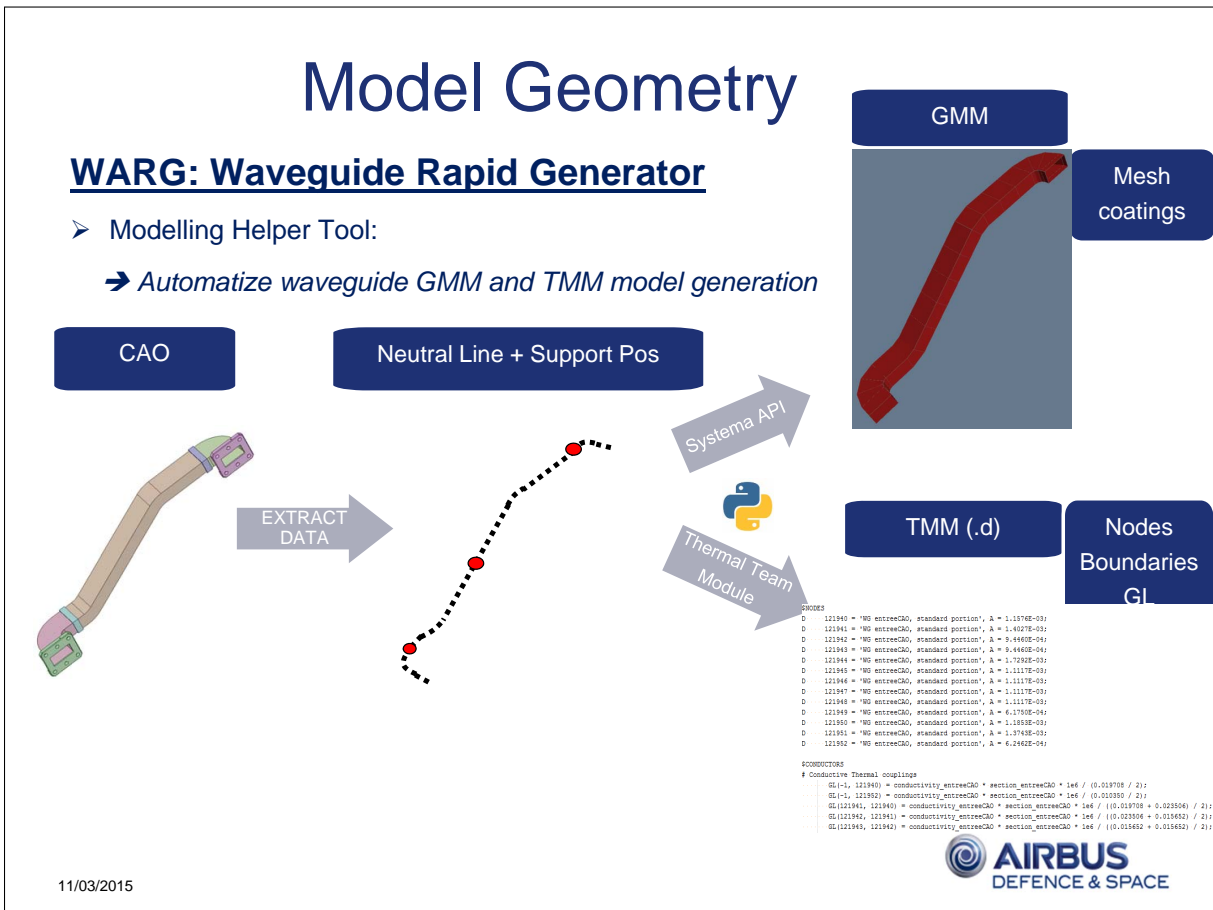 Model Geometry
WARG: Waveguide Rapid Generator
➢ Modelling Helper Tool:
➔ Automatize waveguide GMM and TMM model generation
GMM
Mesh
coatings
CAO
Neutral Line + Support Pos
EXTRACT
DATA
Systema API
Thermal Team
Module
TMM (.d)
Nodes
Boundaries
GL
$NODES
D 121940 = 'WG entreeCAO, standard portion', A = 1.1576E-03;
D 121941 = 'WG entreeCAO, standard portion', A = 1.4027E-03;
D 121942 = 'WG entreeCAO, standard portion', A = 9.4460E-04;
D 121943 = 'WG entreeCAO, standard portion', A = 9.4460E-04;
D 121944 = 'WG entreeCAO, standard portion', A = 1.7292E-03;
D 121945 = 'WG entreeCAO, standard portion', A = 1.1117E-03;
D 121946 = 'WG entreeCAO, standard portion', A = 1.1117E-03;
D 121947 = 'WG entreeCAO, standard portion', A = 1.1117E-03;
D 121948 = 'WG entreeCAO, standard portion', A = 1.1117E-03;
D 121949 = 'WG entreeCAO, standard portion', A = 6.1750E-04;
D 121950 = 'WG entreeCAO, standard portion', A = 1.1853E-03;
D 121951 = 'WG entreeCAO, standard portion', A = 1.3743E-03;
D 121952 = 'WG entreeCAO, standard portion', A = 6.2462E-04;
$CONDUCTORS
# Conductive Thermal couplings
GL(-1, 121940) = conductivity_entreeCAO * section_entreeCAO * 1e6 / (0.019708 / 2);
GL(-1, 121952) = conductivity_entreeCAO * section_entreeCAO * 1e6 / (0.010350 / 2);
GL(121941, 121940) = conductivity_entreeCAO * section_entreeCAO * 1e6 / ((0.019708 + 0.023506) / 2);
GL(121942, 121941) = conductivity_entreeCAO * section_entreeCAO * 1e6 / ((0.023506 + 0.015652) / 2);
GL(121943, 121942) = conductivity_entreeCAO * section_entreeCAO * 1e6 / ((0.015652 + 0.015652) / 2);
11/03/2015
AIRBUS
DEFENCE & SPACE